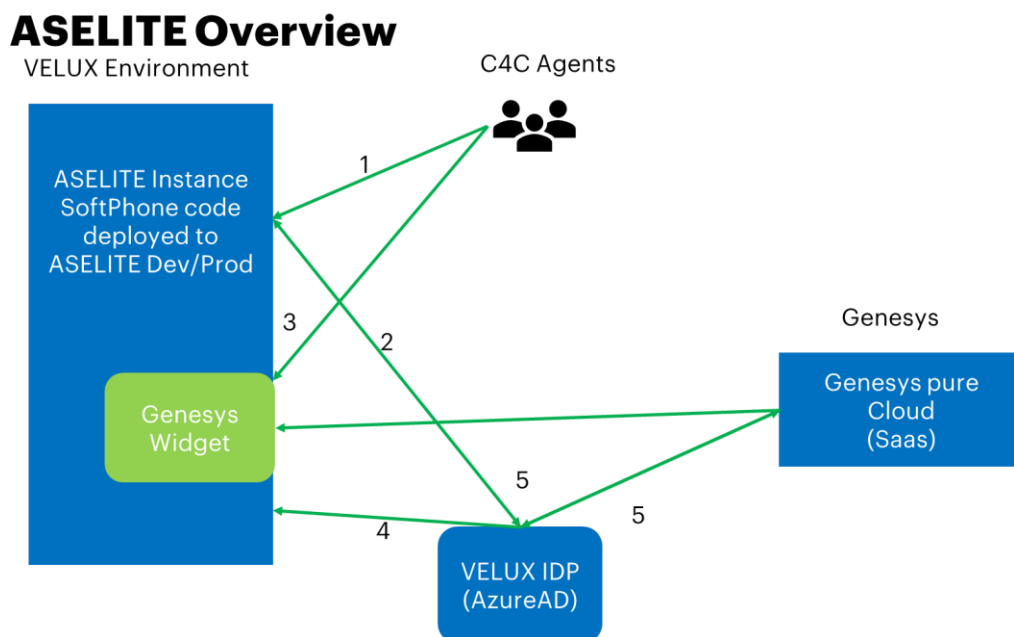 ASELITE Overview
VELUX Environment
C4C Agents
1
ASELITE Instance
SoftPhone code
deployed to
ASELITE Dev/Prod
3
2
Genesys
Genesys pure
Cloud
(Saas)
Genesys
Widget
5
5
4
VELUX IDP
(AzureAD)